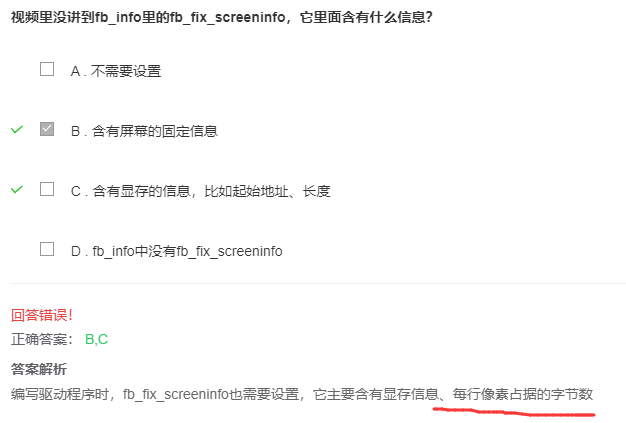 视频里没讲到fb_info里的fb_fix_screeninfo，它里面含有什么信息？
A . 不需要设置
B . 含有屏幕的固定信息
C . 含有显存的信息，比如起始地址、长度
D . fb_info中没有fb_fix_screeninfo
回答错误！
正确答案： B,C
答案解析
编写驱动程序时，fb_fix_screeninfo也需要设置，它主要含有显存信息、每行像素占据的字节数